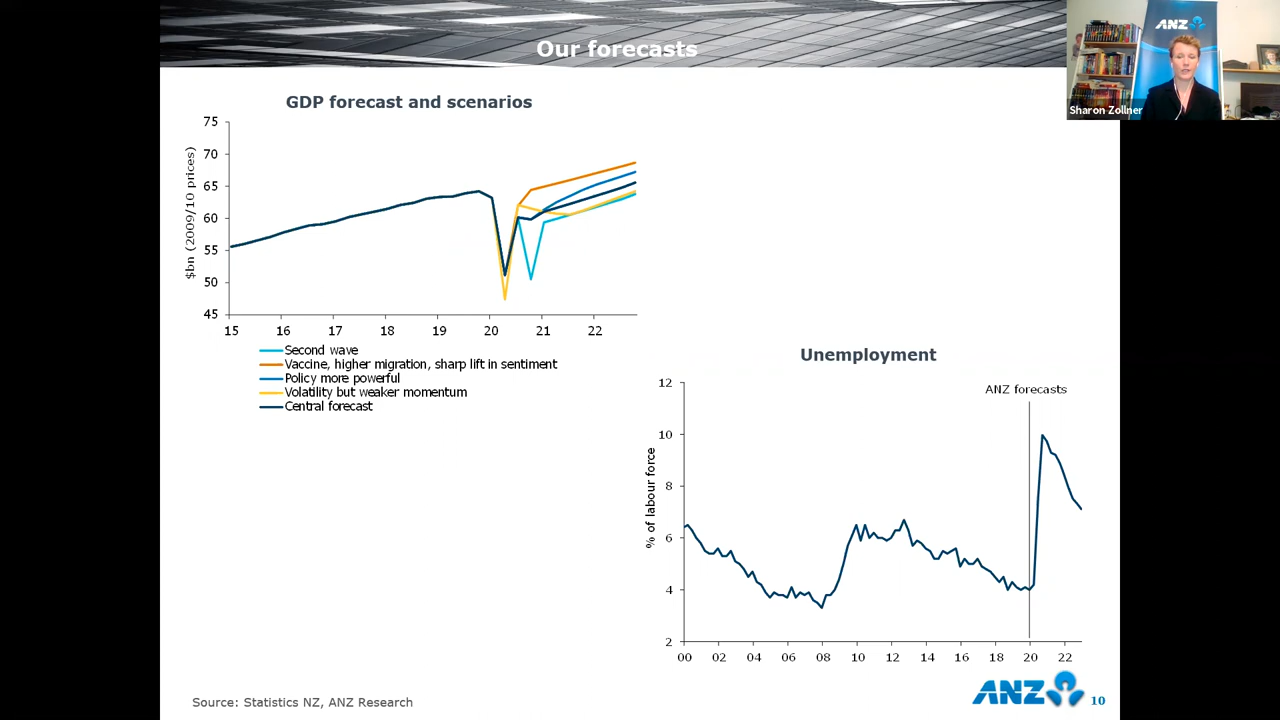 Our forecasts
ANZ
Sharon Zollner
GDP forecast and scenarios
$bn (2009/10 prices)
75
70
65
60
55
50
45
15 16 17 18 19 20 21 22
Second wave
Vaccine, higher migration, sharp lift in sentiment
Policy more powerful
Volatility but weaker momentum
Central forecast
Unemployment
% of labour force
12
10
8
6
4
2
ANZ forecasts
00 02 04 06 08 10 12 14 16 18 20 22
Source: Statistics NZ, ANZ Research
ANZ
10